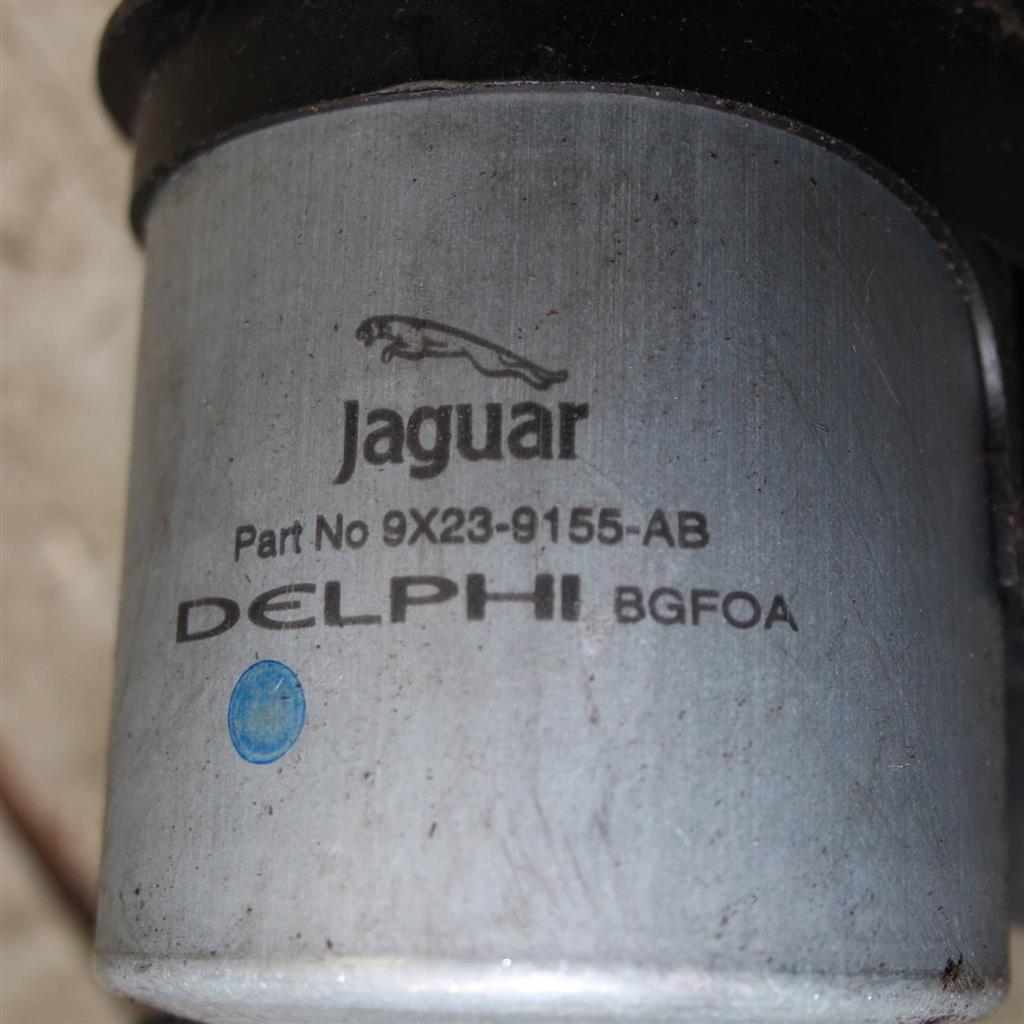 Jaguar
Part No 9X23-9155-AB
DELPHI BGFOA